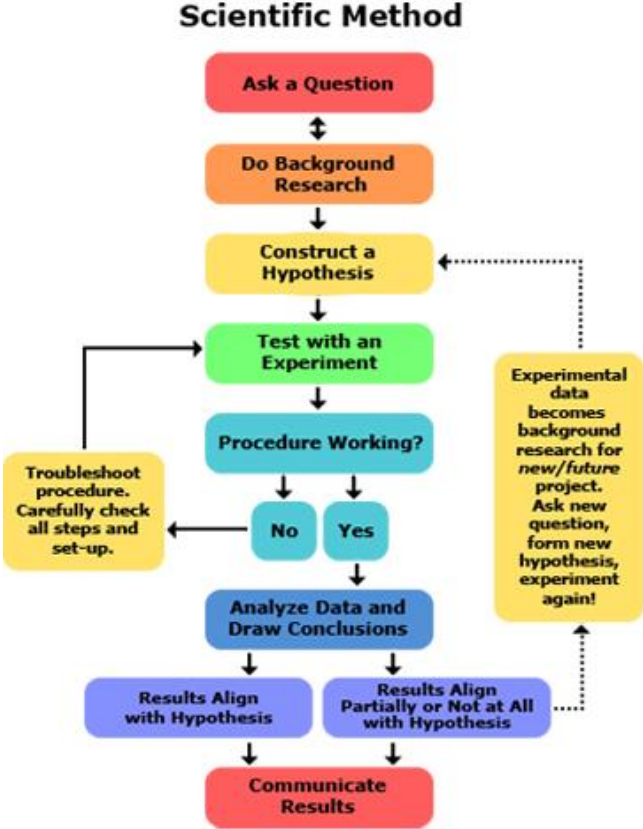 Scientific Method
Ask a Question
Do Background
Research
Construct a
Hypothesis
Test with an
Experiment
Procedure Working?
No
Yes
Troubleshoot
procedure.
Carefully check
all steps and
set-up.
Analyze Data and
Draw Conclusions
Results Align
with Hypothesis
Results Align
Partially or Not at All
with Hypothesis
Experimental
data
becomes
background
research for
new/future
project.
Ask new
question,
form new
hypothesis,
experiment
again!
Communicate
Results